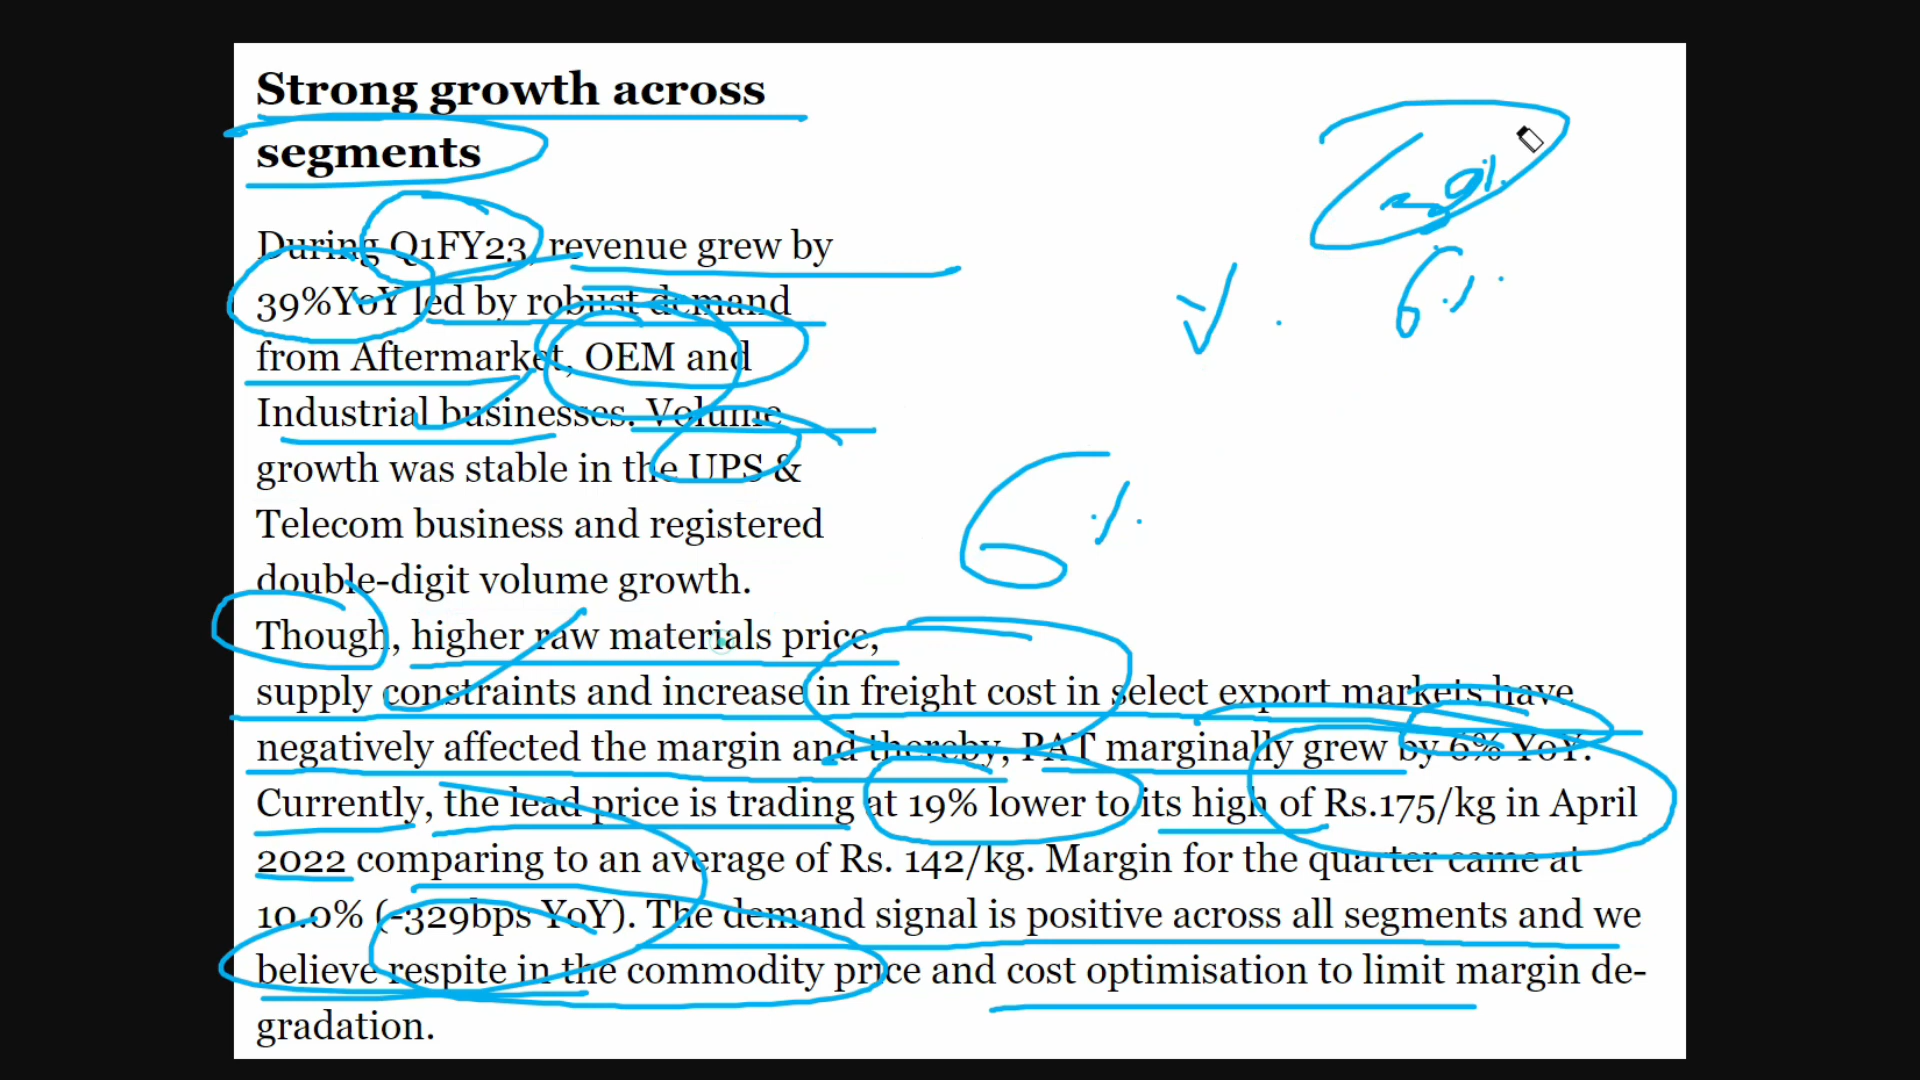 Strong growth across
segments
39%
During Q1FY23, revenue grew by
39%YoY led by robust demand
6%
from Aftermarket, OEM and
Industrial businesses. Volume
growth was stable in the UPS &
Telecom business and registered
6%
double-digit volume growth.
Though, higher raw materials price,
supply constraints and increase in freight cost in select export markets have
negatively affected the margin and thereby, PAT marginally grew by 6% YoY.
Currently, the lead price is trading at 19% lower to its high of Rs.175/kg in April
2022 comparing to an average of Rs. 142/kg. Margin for the quarter came at
10.0% (-329bps YoY). The demand signal is positive across all segments and we
believe respite in the commodity price and cost optimisation to limit margin de-
gradation.